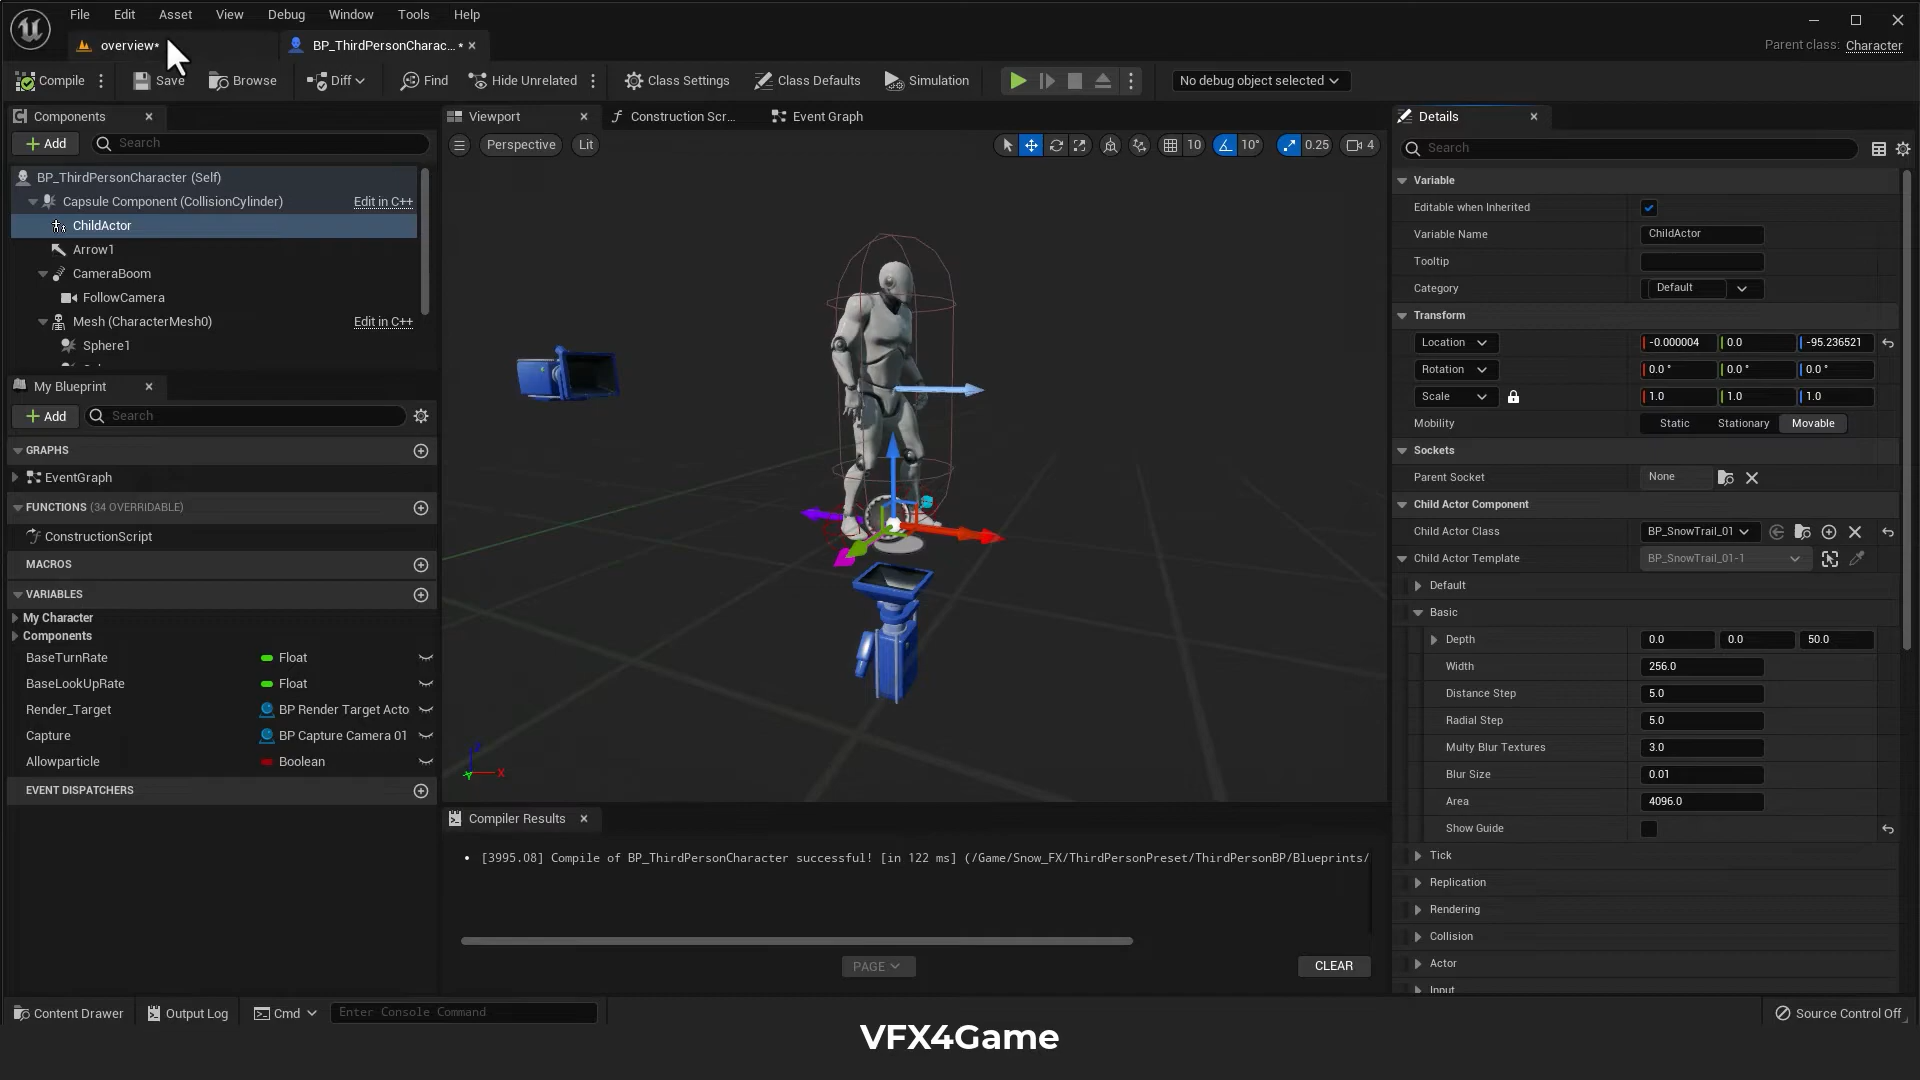 File Edit Asset View Debug Window Tools Help
overview*
BP_ThirdPersonCharac... *
Parent class: Character
Compile Save Browse Diff Find Hide Unrelated Class Settings Class Defaults Simulation No debug object selected
Components
Add Search
BP_ThirdPersonCharacter (Self)
Capsule Component (CollisionCylinder) Edit in C++
ChildActor
Arrow1
CameraBoom
FollowCamera
Mesh (CharacterMesh0) Edit in C++
Sphere1
My Blueprint
Add Search
GRAPHS
EventGraph
FUNCTIONS (34 OVERRIDABLE)
ConstructionScript
MACROS
VARIABLES
My Character
Components
BaseTurnRate Float
BaseLookUpRate Float
Render_Target BP Render Target Acto
Capture BP Capture Camera 01
Allowparticle Boolean
EVENT DISPATCHERS
Viewport Construction Scr... Event Graph
Perspective Lit 10 10° 0.25 4
X
Compiler Results
[3995.08] Compile of BP_ThirdPersonCharacter successful! [in 122 ms] (/Game/Snow_FX/ThirdPersonPreset/ThirdPersonBP/Blueprints/
PAGE CLEAR
Details
Search
Variable
Editable when Inherited
Variable Name ChildActor
Tooltip
Category Default
Transform
Location -0.000004 0.0 -95.236521
Rotation 0.0 ° 0.0 ° 0.0 °
Scale 1.0 1.0 1.0
Mobility Static Stationary Movable
Sockets
Parent Socket None
Child Actor Component
Child Actor Class BP_SnowTrail_01
Child Actor Template BP_SnowTrail_01-1
Default
Basic
Depth 0.0 0.0 50.0
Width 256.0
Distance Step 5.0
Radial Step 5.0
Multy Blur Textures 3.0
Blur Size 0.01
Area 4096.0
Show Guide
Tick
Replication
Rendering
Collision
Actor
Input
Content Drawer Output Log Cmd Enter Console Command Source Control Off
VFX4Game